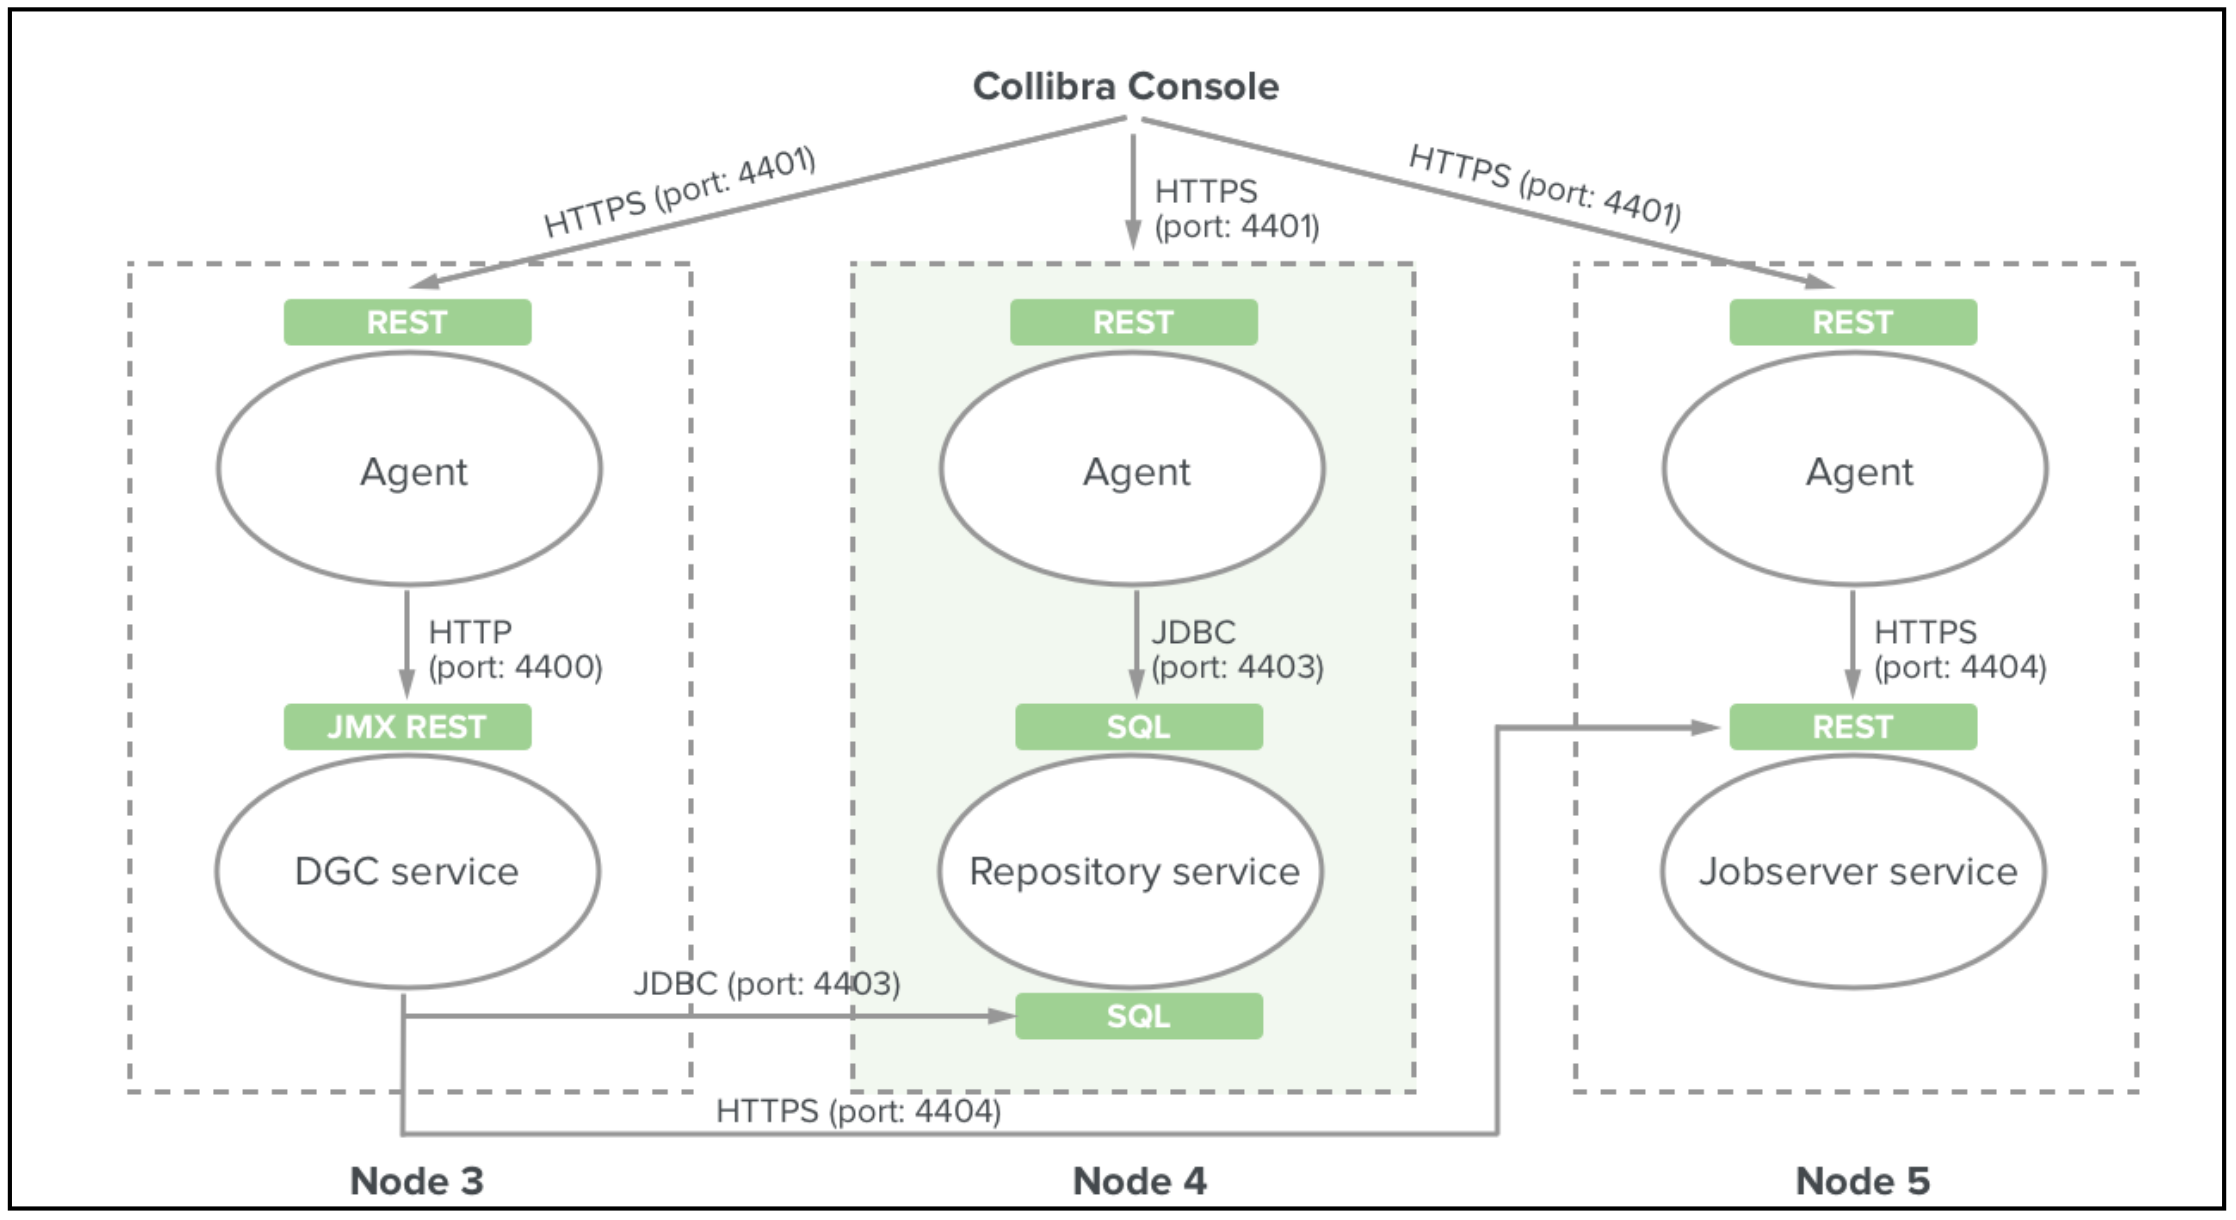 Collibra Console
HTTPS (port: 4401)
HTTPS
(port: 4401)
HTTPS (port: 4401)
REST
REST
REST
Agent
Agent
Agent
HTTP
(port: 4400)
JDBC
(port: 4403)
HTTPS
(port: 4404)
JMX REST
SQL
REST
DGC service
Repository service
Jobserver service
JDBC (port: 4403)
SQL
HTTPS (port: 4404)
Node 3
Node 4
Node 5